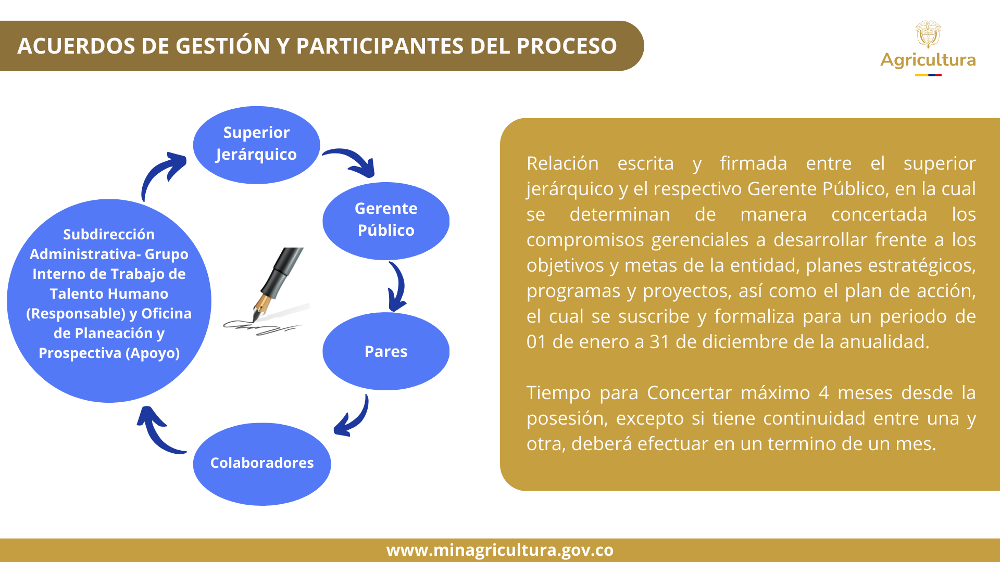 ACUERDOS DE GESTIÓN Y PARTICIPANTES DEL PROCESO
Agricultura
Superior
Jerárquico
Gerente
Público
Pares
Colaboradores
Subdirección
Administrativa- Grupo
Interno de Trabajo de
Talento Humano
(Responsable) y Oficina
de Planeación y
Prospectiva (Apoyo)
Relación escrita y firmada entre el superior
jerárquico y el respectivo Gerente Público, en la cual
se determinan de manera concertada los
compromisos gerenciales a desarrollar frente a los
objetivos y metas de la entidad, planes estratégicos,
programas y proyectos, así como el plan de acción,
el cual se suscribe y formaliza para un periodo de
01 de enero a 31 de diciembre de la anualidad.
Tiempo para Concertar máximo 4 meses desde la
posesión, excepto si tiene continuidad entre una y
otra, deberá efectuar en un termino de un mes.
www.minagricultura.gov.co